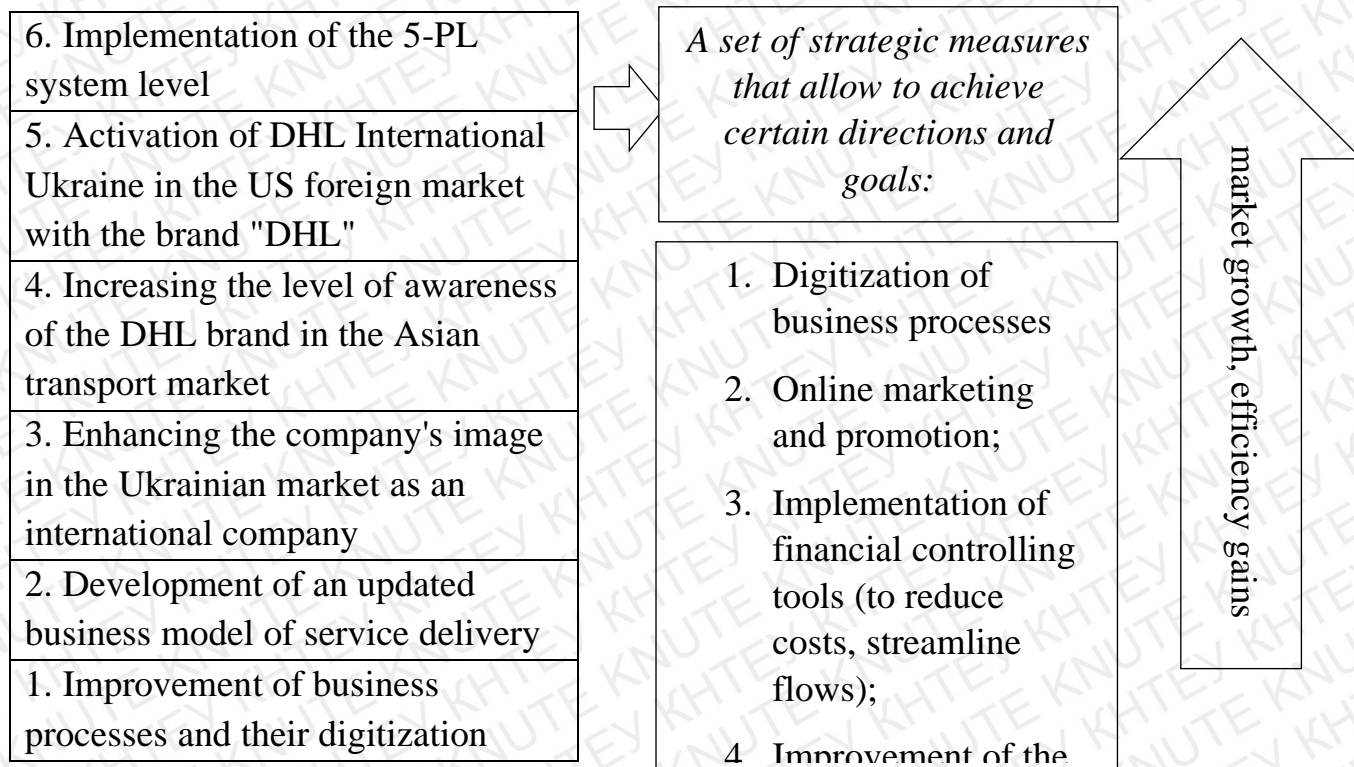 6. Implementation of the 5-PL
system level
5. Activation of DHL International
Ukraine in the US foreign market
with the brand "DHL"
4. Increasing the level of awareness
of the DHL brand in the Asian
transport market
3. Enhancing the company's image
in the Ukrainian market as an
international company
2. Development of an updated
business model of service delivery
1. Improvement of business
processes and their digitization
A set of strategic measures
that allow to achieve
certain directions and
goals:
1. Digitization of
business processes
2. Online marketing
and promotion;
3. Implementation of
financial controlling
tools (to reduce
costs, streamline
flows);
4. Improvement of the
market growth, efficiency gains